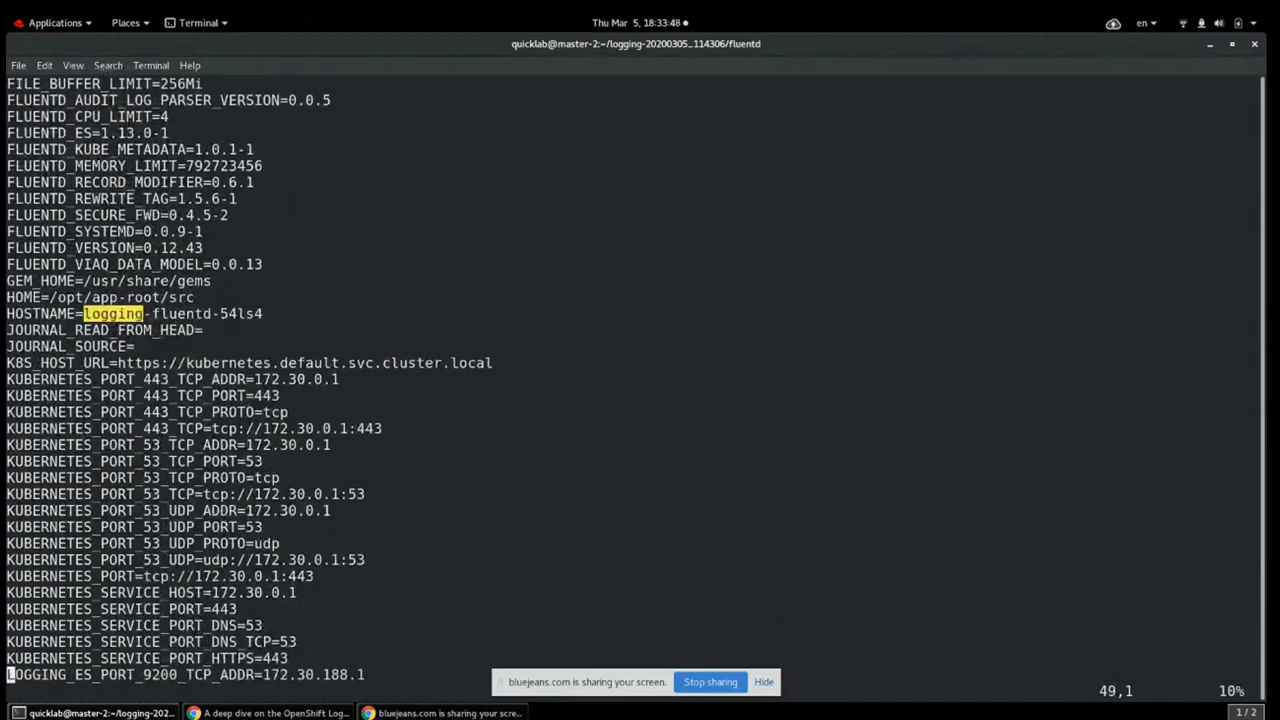 Applications Places Terminal Thu Mar 5, 18:33:48 en
quicklab@master-2:~/logging-20200305_114306/fluentd
File Edit View Search Terminal Help
FILE_BUFFER_LIMIT=256Mi
FLUENTD_AUDIT_LOG_PARSER_VERSION=0.0.5
FLUENTD_CPU_LIMIT=4
FLUENTD_ES=1.13.0-1
FLUENTD_KUBE_METADATA=1.0.1-1
FLUENTD_MEMORY_LIMIT=792723456
FLUENTD_RECORD_MODIFIER=0.6.1
FLUENTD_REWRITE_TAG=1.5.6-1
FLUENTD_SECURE_FWD=0.4.5-2
FLUENTD_SYSTEMD=0.0.9-1
FLUENTD_VERSION=0.12.43
FLUENTD_VIAQ_DATA_MODEL=0.0.13
GEM_HOME=/usr/share/gems
HOME=/opt/app-root/src
HOSTNAME=logging-fluentd-54ls4
JOURNAL_READ_FROM_HEAD=
JOURNAL_SOURCE=
K8S_HOST_URL=https://kubernetes.default.svc.cluster.local
KUBERNETES_PORT_443_TCP_ADDR=172.30.0.1
KUBERNETES_PORT_443_TCP_PORT=443
KUBERNETES_PORT_443_TCP_PROTO=tcp
KUBERNETES_PORT_443_TCP=tcp://172.30.0.1:443
KUBERNETES_PORT_53_TCP_ADDR=172.30.0.1
KUBERNETES_PORT_53_TCP_PORT=53
KUBERNETES_PORT_53_TCP_PROTO=tcp
KUBERNETES_PORT_53_TCP=tcp://172.30.0.1:53
KUBERNETES_PORT_53_UDP_ADDR=172.30.0.1
KUBERNETES_PORT_53_UDP_PORT=53
KUBERNETES_PORT_53_UDP_PROTO=udp
KUBERNETES_PORT_53_UDP=udp://172.30.0.1:53
KUBERNETES_PORT=tcp://172.30.0.1:443
KUBERNETES_SERVICE_HOST=172.30.0.1
KUBERNETES_SERVICE_PORT=443
KUBERNETES_SERVICE_PORT_DNS=53
KUBERNETES_SERVICE_PORT_DNS_TCP=53
KUBERNETES_SERVICE_PORT_HTTPS=443
LOGGING_ES_PORT_9200_TCP_ADDR=172.30.188.1
bluejeans.com is sharing your screen. Stop sharing Hide
49,1 10%
quicklab@master-2:~/logging-202... A deep dive on the OpenShift Log... bluejeans.com is sharing your scre... 1 / 2